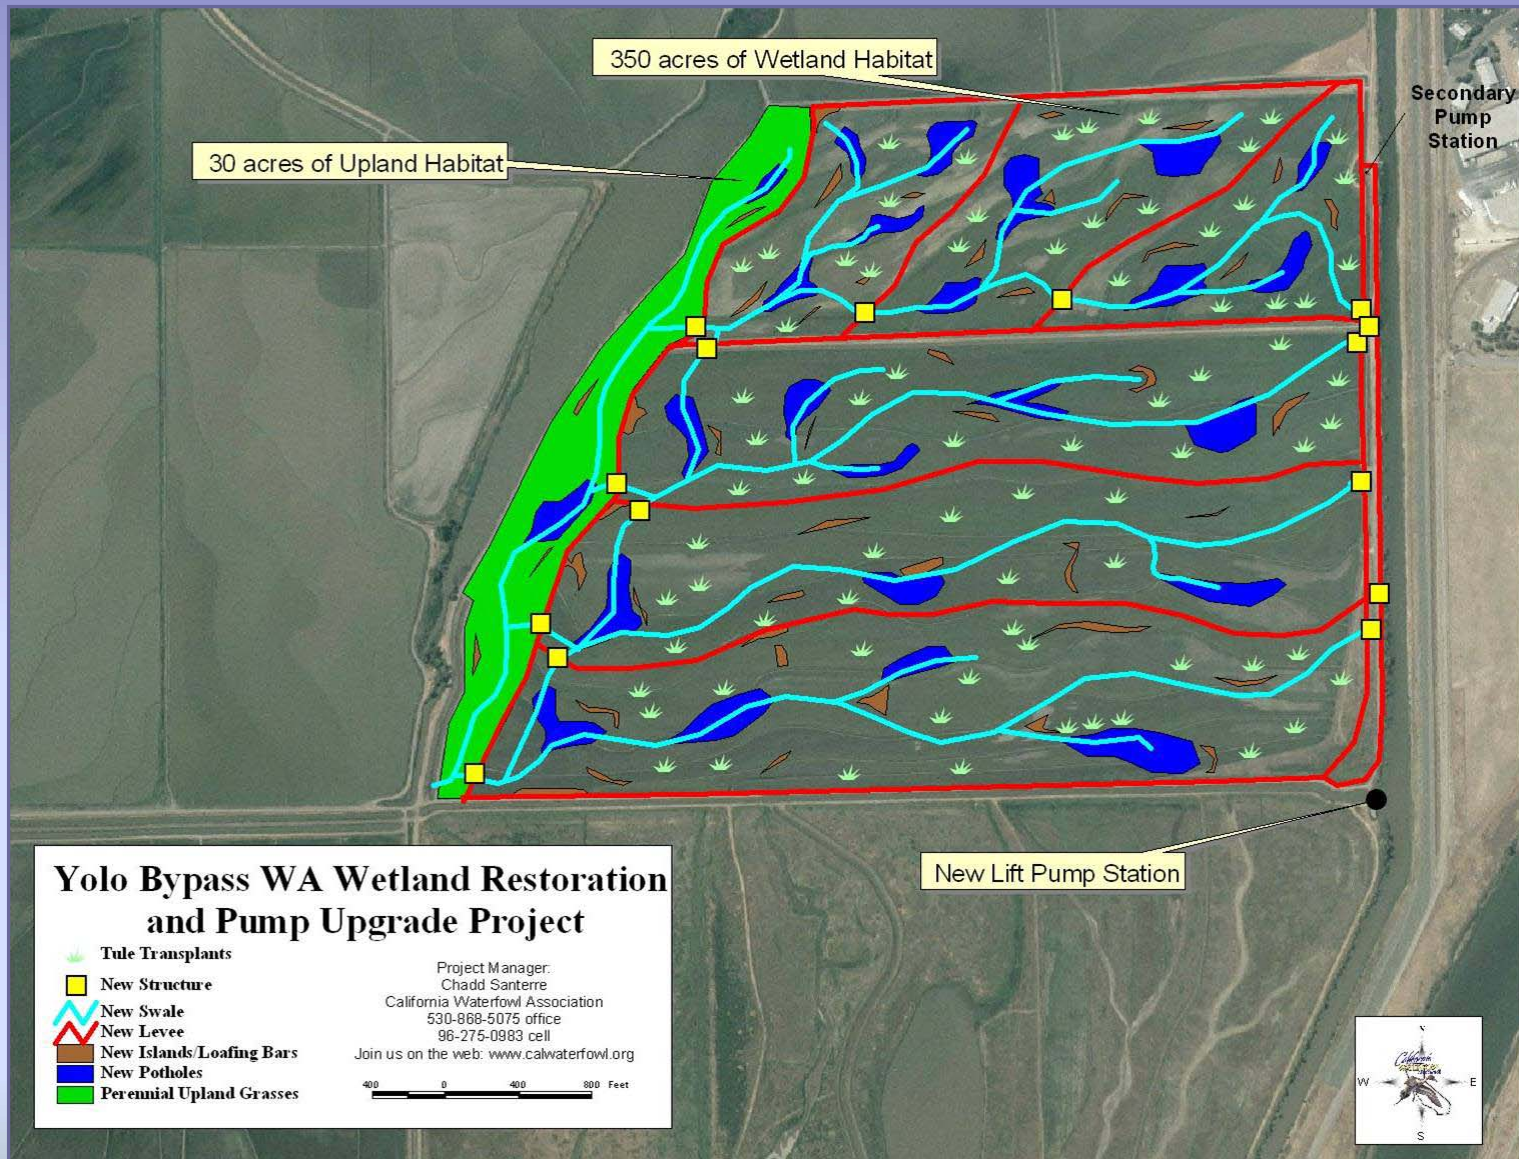 350 acres of Wetland Habitat
Secondary
Pump
Station
30 acres of Upland Habitat
New Lift Pump Station
Yolo Bypass WA Wetland Restoration
and Pump Upgrade Project
Tule Transplants
New Structure
New Swale
New Levee
New Islands/Loafing Bars
New Potholes
Perennial Upland Grasses
Project Manager:
Chadd Santerre
California Waterfowl Association
530-868-5075 office
96-275-0983 cell
Join us on the web: www.calwaterfowl.org
400 0 400 800 Feet
N
California
W E
S